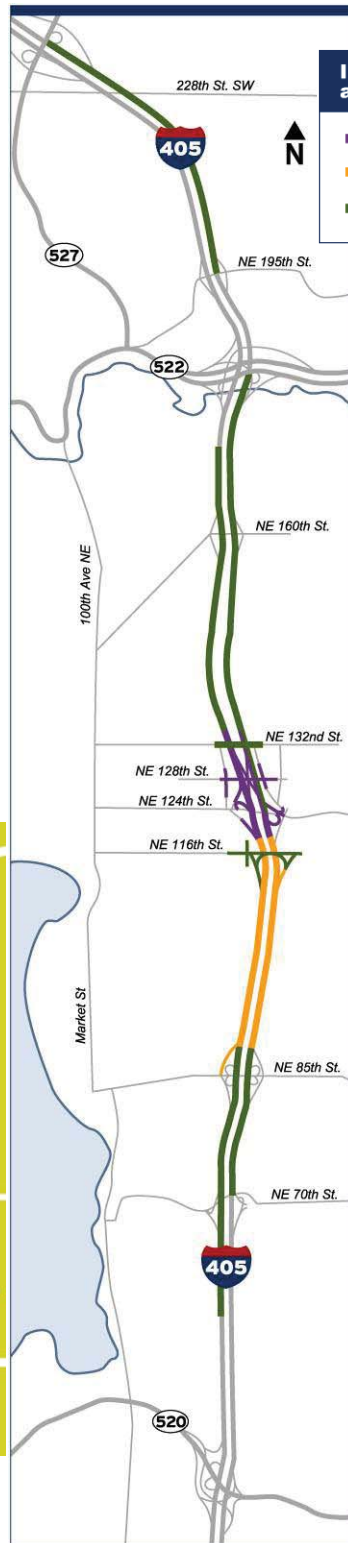 228th St. SW
I
a
405
N
527
NE 195th St.
522
NE 160th St.
100th Ave NE
NE 132nd St.
NE 128th St.
NE 124th St.
NE 116th St.
Market St
NE 85th St.
NE 70th St.
405
520